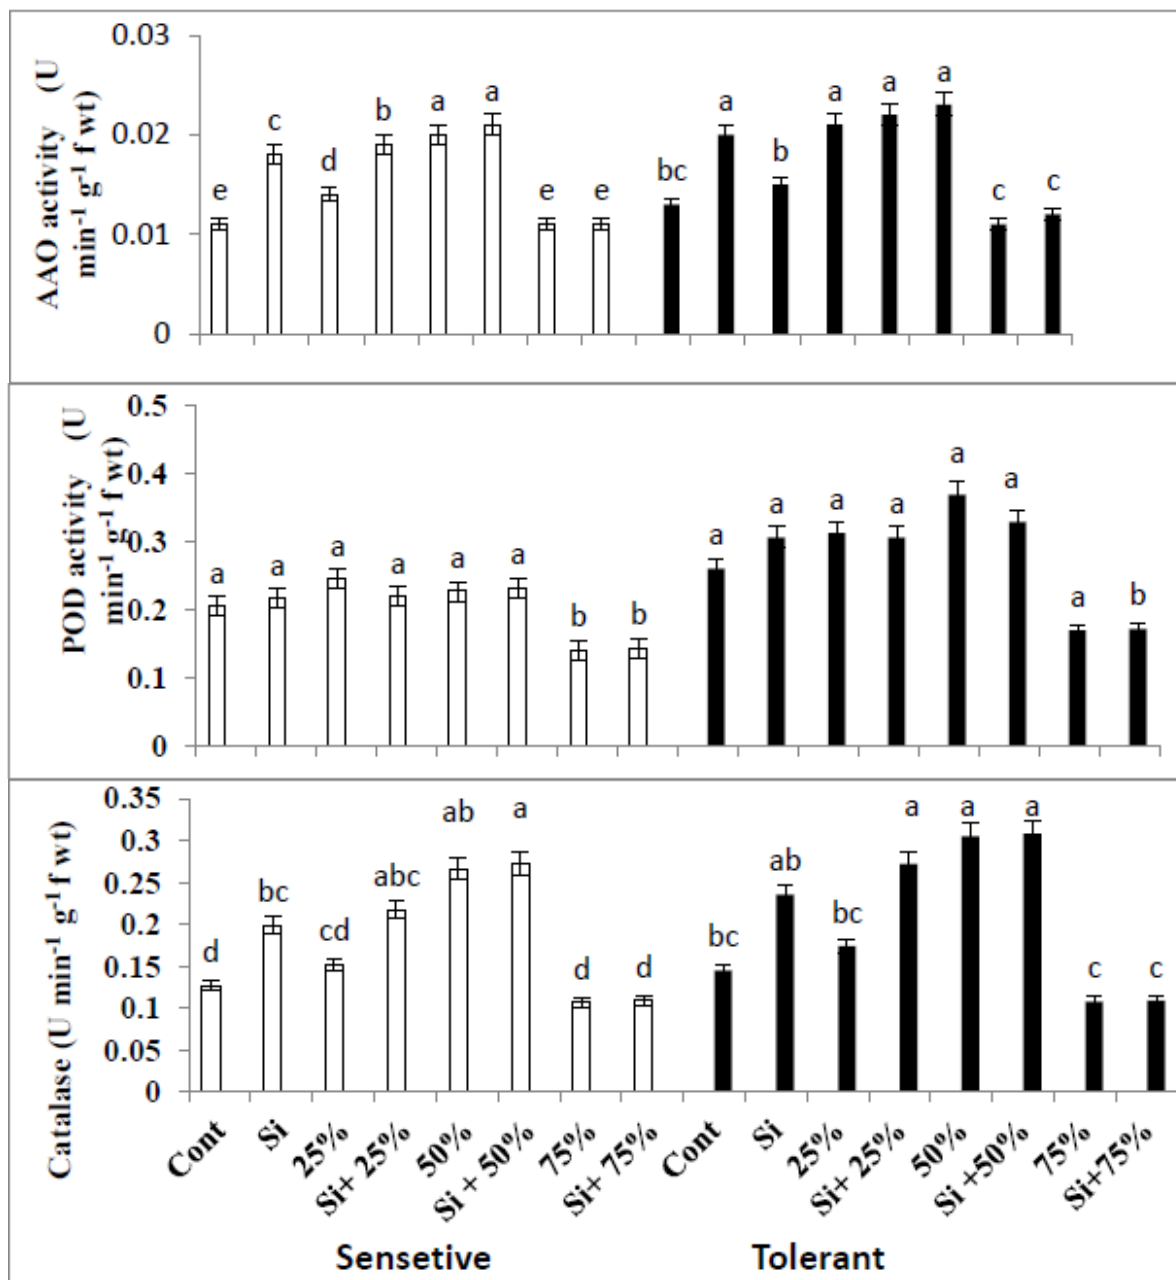 AAO activity (U
min⁻¹ g⁻¹ f wt)
0.03
0.02
0.01
0
e
c
d
b
a
a
e
e
bc
a
b
a
a
a
c
c
POD activity (U
min⁻¹ g⁻¹ f wt)
0.5
0.4
0.3
0.2
0.1
0
a
a
a
a
a
a
b
b
a
a
a
a
a
a
a
b
Catalase (U min⁻¹ g⁻¹ f wt)
0.35
0.3
0.25
0.2
0.15
0.1
0.05
0
d
bc
cd
abc
ab
a
d
d
bc
ab
bc
a
a
a
c
c
Cont
Si
25%
Si+ 25%
50%
Si + 50%
75%
Si+ 75%
Cont
Si
25%
Si+ 25%
50%
Si +50%
75%
Si+75%
Sensetive
Tolerant